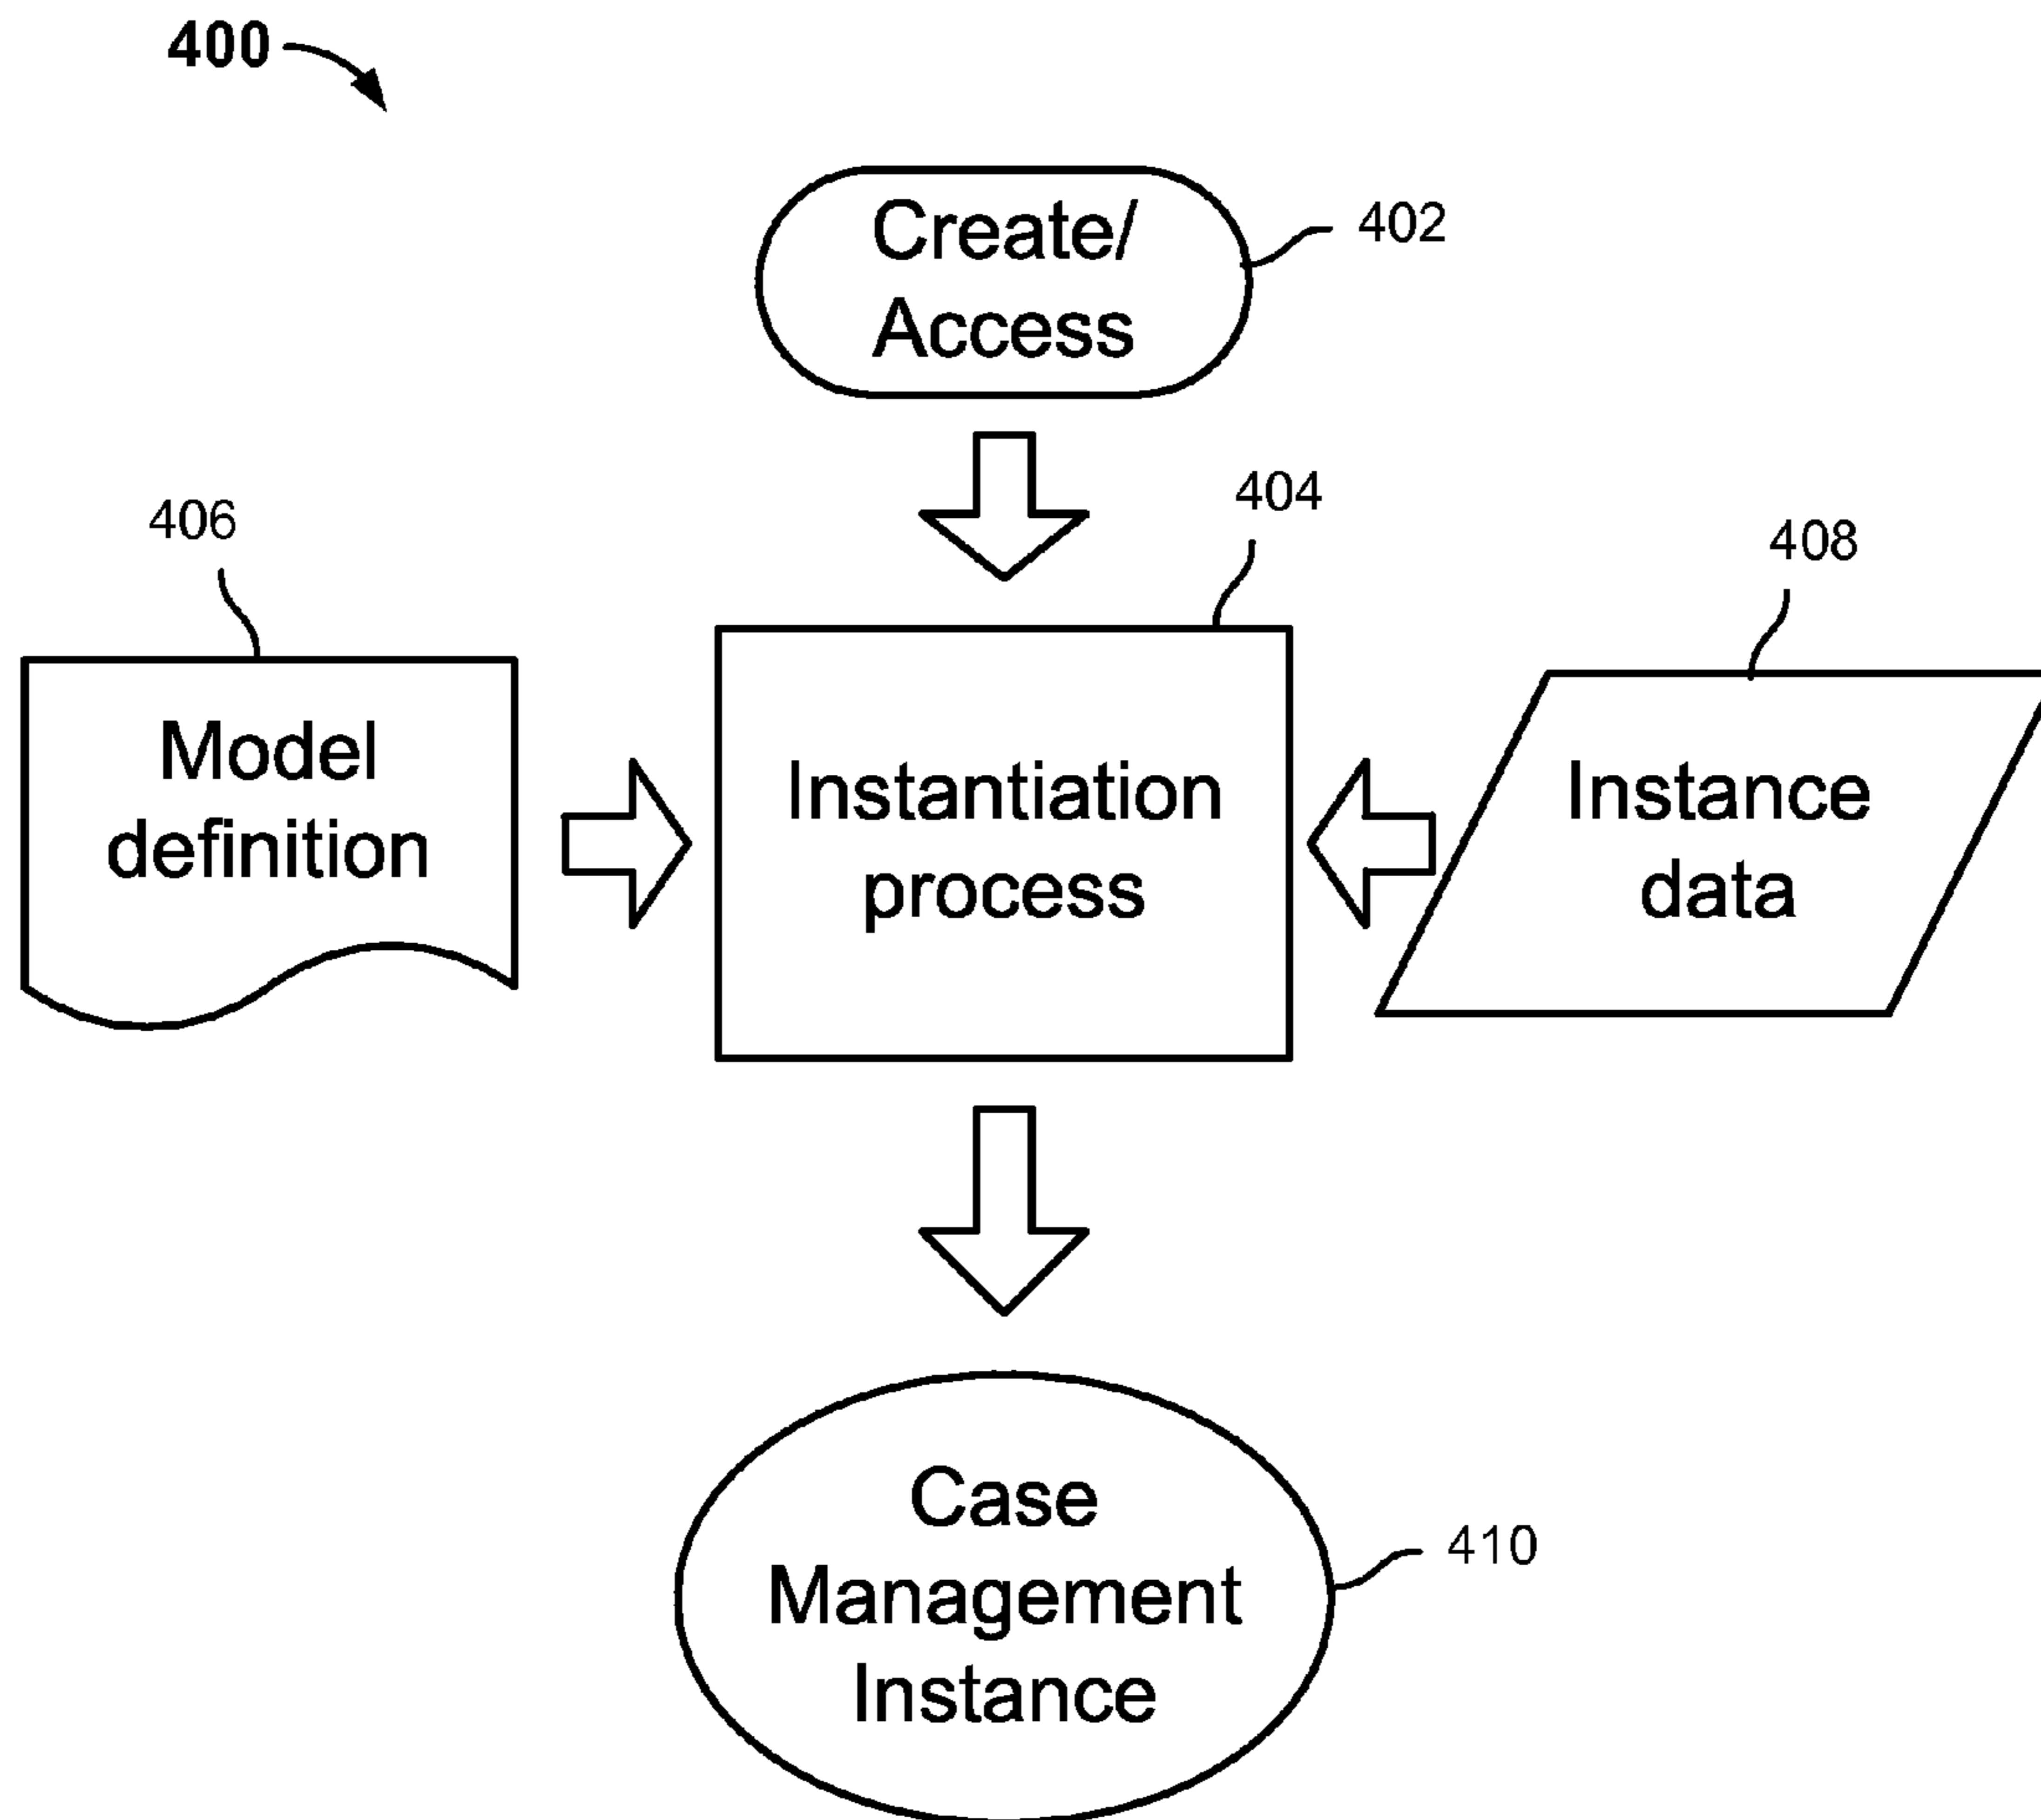 400
Create/
Access
402
404
406
408
Model
definition
Instantiation
process
Instance
data
Case
Management
Instance
410